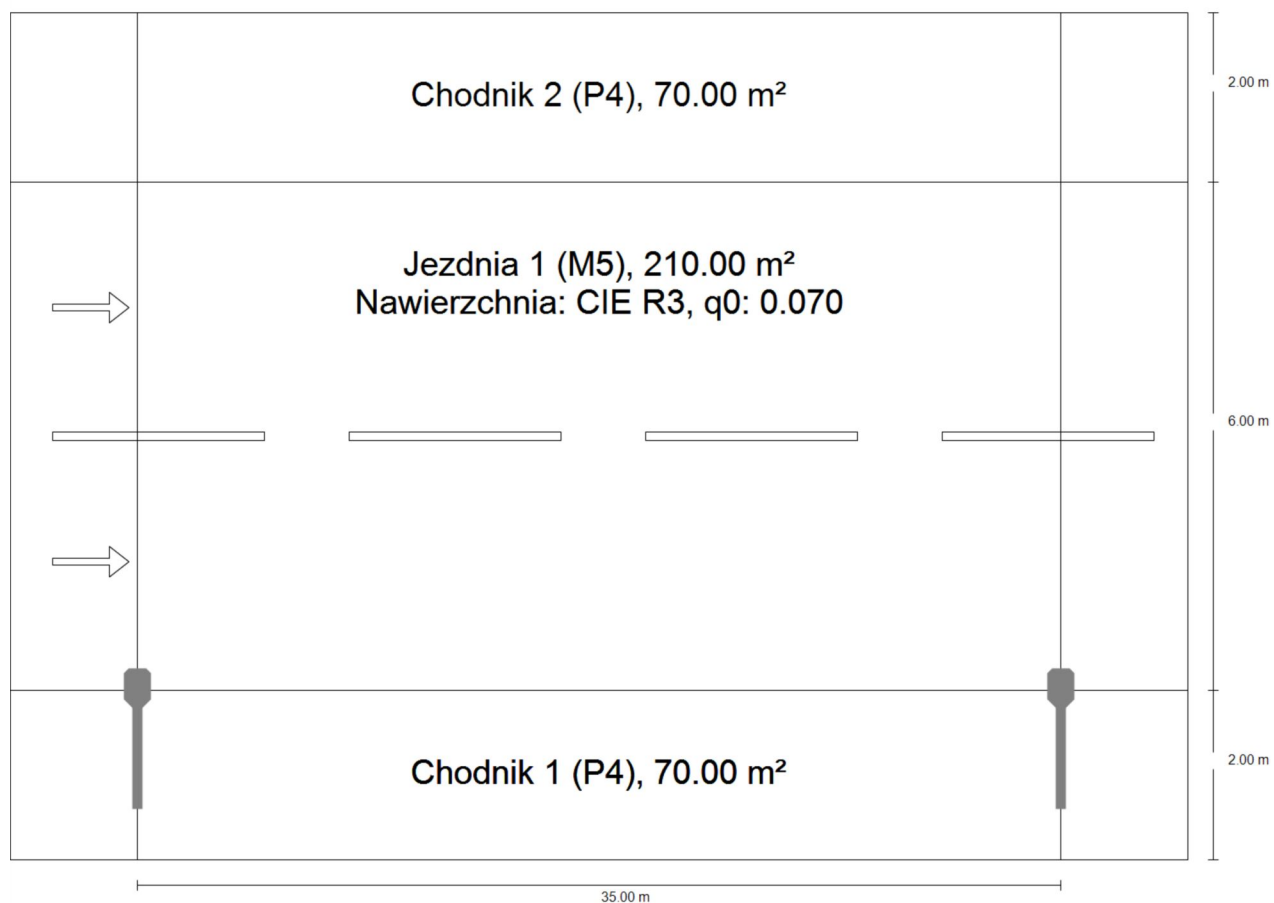 Chodnik 2 (P4), 70.00 m²
2.00 m
Jezdnia 1 (M5), 210.00 m²
Nawierzchnia: CIE R3, q0: 0.070
6.00 m
Chodnik 1 (P4), 70.00 m²
2.00 m
35.00 m